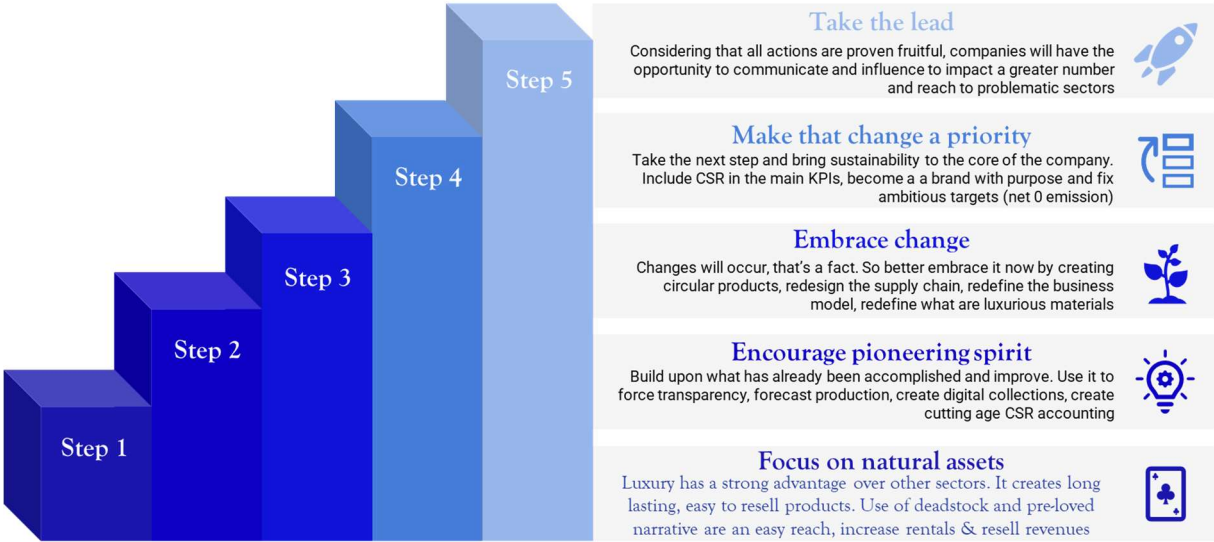 Take the lead
Considering that all actions are proven fruitful, companies will have the
opportunity to communicate and influence to impact a greater number
and reach to problematic sectors
Step 5
Make that change a priority
Take the next step and bring sustainability to the core of the company.
Include CSR in the main KPIs, become a a brand with purpose and fix
ambitious targets (net 0 emission)
Step 4
Embrace change
Changes will occur, that's a fact. So better embrace it now by creating
circular products, redesign the supply chain, redefine the business
model, redefine what are luxurious materials
Step 3
Encourage pioneering spirit
Build upon what has already been accomplished and improve. Use it to
force transparency, forecast production, create digital collections, create
cutting age CSR accounting
Step 2
Focus on natural assets
Luxury has a strong advantage over other sectors. It creates long
lasting, easy to resell products. Use of deadstock and pre-loved
narrative are an easy reach, increase rentals & resell revenues
Step 1